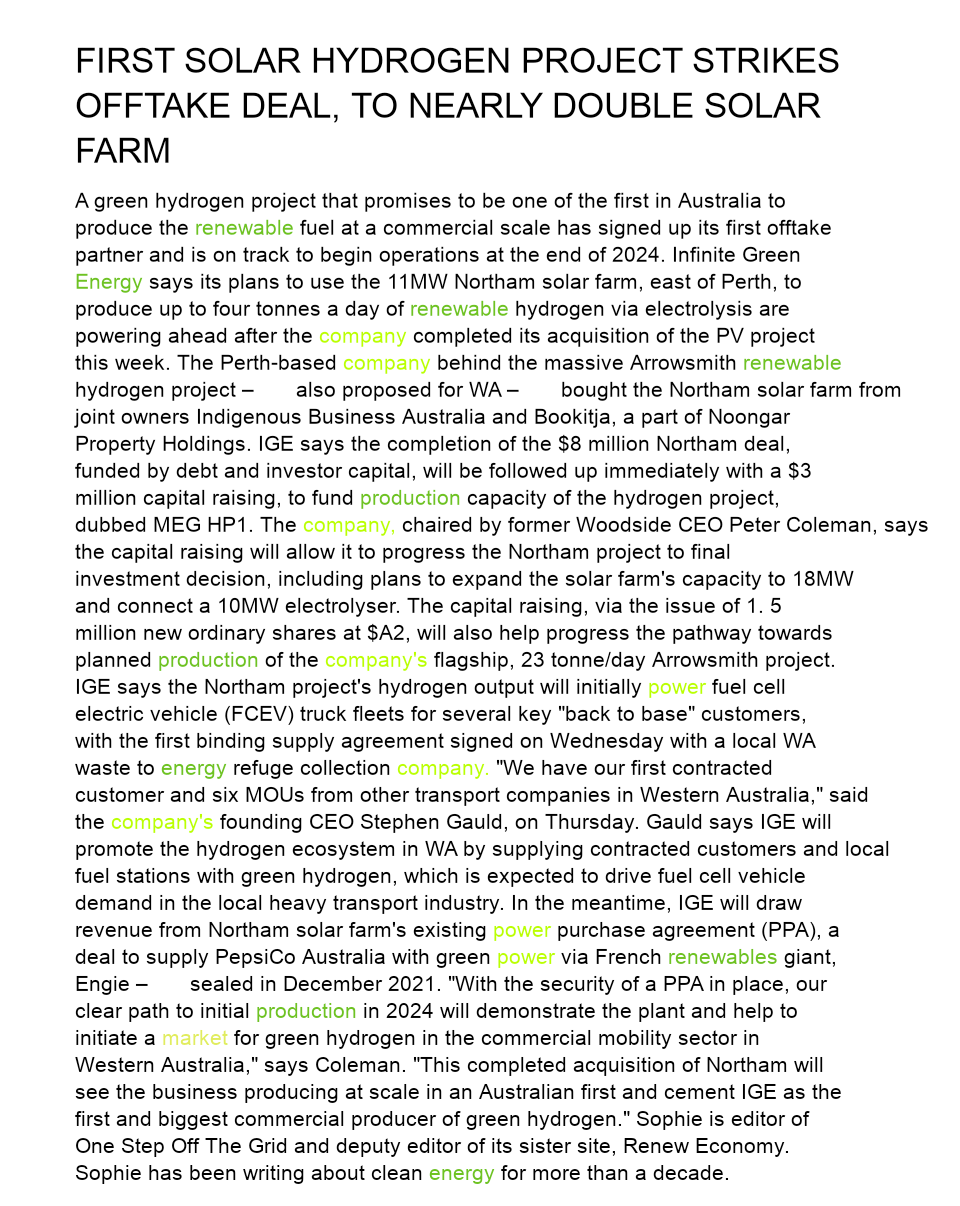 FIRST SOLAR HYDROGEN PROJECT STRIKES
OFFTAKE DEAL, TO NEARLY DOUBLE SOLAR
FARM
A green hydrogen project that promises to be one of the first in Australia to
produce the renewable fuel at a commercial scale has signed up its first offtake
partner and is on track to begin operations at the end of 2024. Infinite Green
Energy says its plans to use the 11MW Northam solar farm, east of Perth, to
produce up to four tonnes a day of renewable hydrogen via electrolysis are
powering ahead after the company completed its acquisition of the PV project
this week. The Perth-based company behind the massive Arrowsmith renewable
hydrogen project – also proposed for WA – bought the Northam solar farm from
joint owners Indigenous Business Australia and Bookitja, a part of Noongar
Property Holdings. IGE says the completion of the $8 million Northam deal,
funded by debt and investor capital, will be followed up immediately with a $3
million capital raising, to fund production capacity of the hydrogen project,
dubbed MEG HP1. The company, chaired by former Woodside CEO Peter Coleman, says
the capital raising will allow it to progress the Northam project to final
investment decision, including plans to expand the solar farm's capacity to 18MW
and connect a 10MW electrolyser. The capital raising, via the issue of 1. 5
million new ordinary shares at $A2, will also help progress the pathway towards
planned production of the company's flagship, 23 tonne/day Arrowsmith project.
IGE says the Northam project's hydrogen output will initially power fuel cell
electric vehicle (FCEV) truck fleets for several key "back to base" customers,
with the first binding supply agreement signed on Wednesday with a local WA
waste to energy refuge collection company. "We have our first contracted
customer and six MOUs from other transport companies in Western Australia," said
the company's founding CEO Stephen Gauld, on Thursday. Gauld says IGE will
promote the hydrogen ecosystem in WA by supplying contracted customers and local
fuel stations with green hydrogen, which is expected to drive fuel cell vehicle
demand in the local heavy transport industry. In the meantime, IGE will draw
revenue from Northam solar farm's existing power purchase agreement (PPA), a
deal to supply PepsiCo Australia with green power via French renewables giant,
Engie – sealed in December 2021. "With the security of a PPA in place, our
clear path to initial production in 2024 will demonstrate the plant and help to
initiate a market for green hydrogen in the commercial mobility sector in
Western Australia," says Coleman. "This completed acquisition of Northam will
see the business producing at scale in an Australian first and cement IGE as the
first and biggest commercial producer of green hydrogen." Sophie is editor of
One Step Off The Grid and deputy editor of its sister site, Renew Economy.
Sophie has been writing about clean energy for more than a decade.